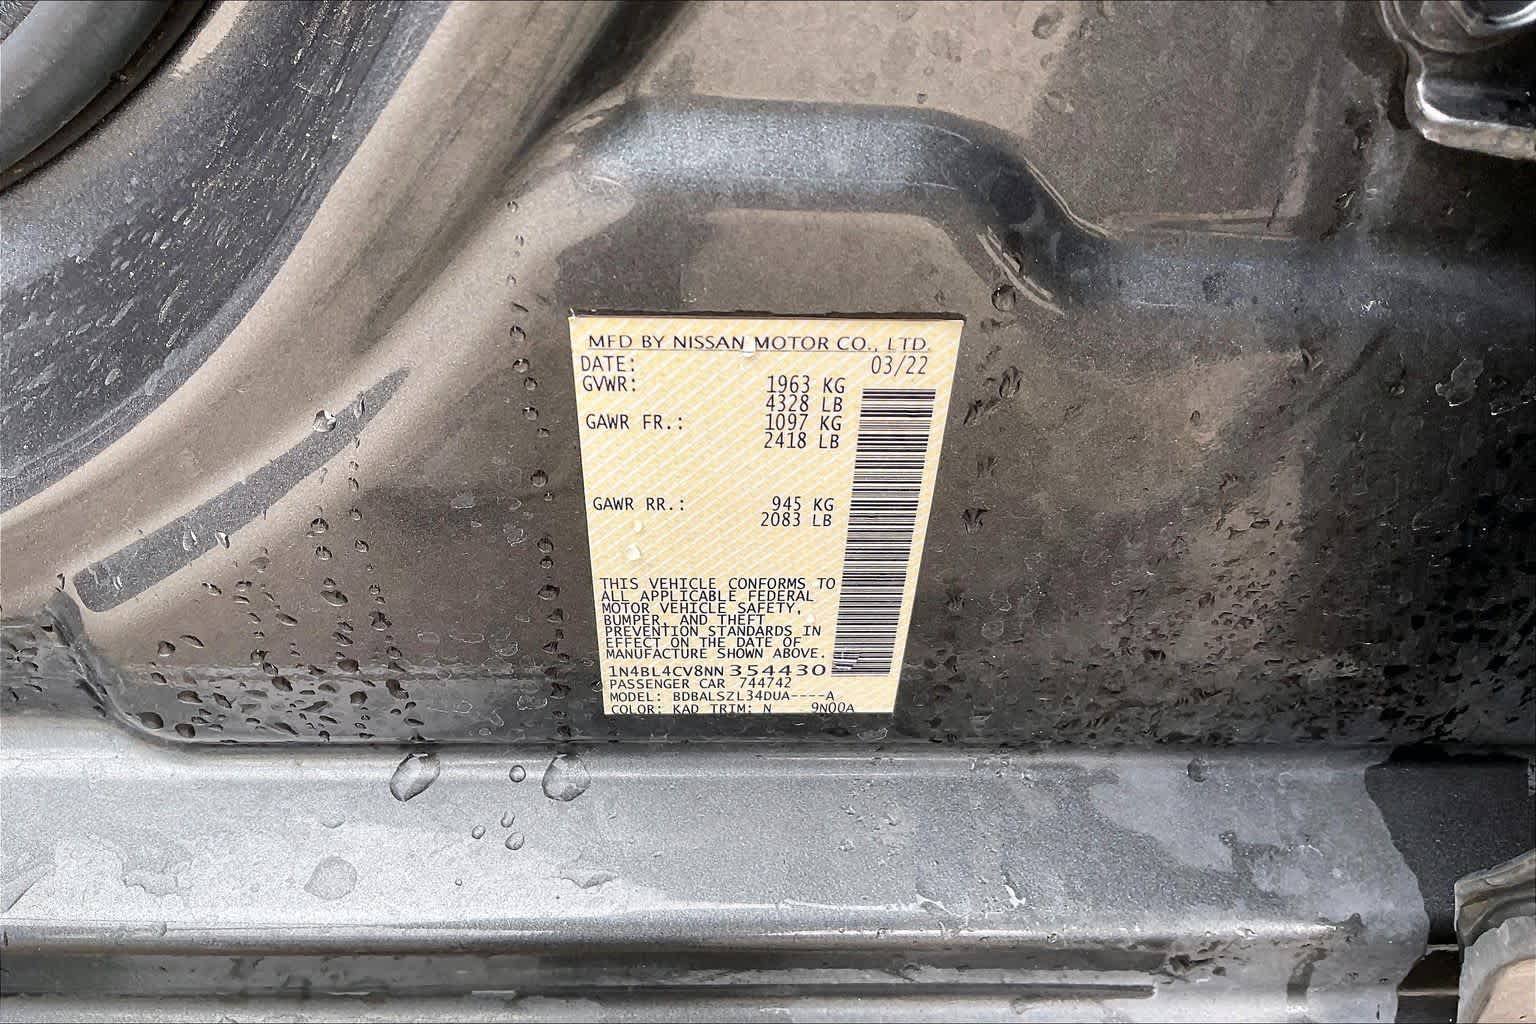 MFD BY NISSAN MOTOR CO., LTD.
DATE: 03/22
GVWR: 1963 KG
4328 LB
GAWR FR.: 1097 KG
2418 LB
GAWR RR.: 945 KG
2083 LB
THIS VEHICLE CONFORMS TO
ALL APPLICABLE FEDERAL
MOTOR VEHICLE SAFETY,
BUMPER, AND THEFT
PREVENTION STANDARDS IN
EFFECT ON THE DATE OF
MANUFACTURE SHOWN ABOVE.
1N4BL4CV8NN354430
PASSENGER CAR 744742
MODEL: BDBALSZL34DUA----A
COLOR: KAD TRIM: N 9N00A